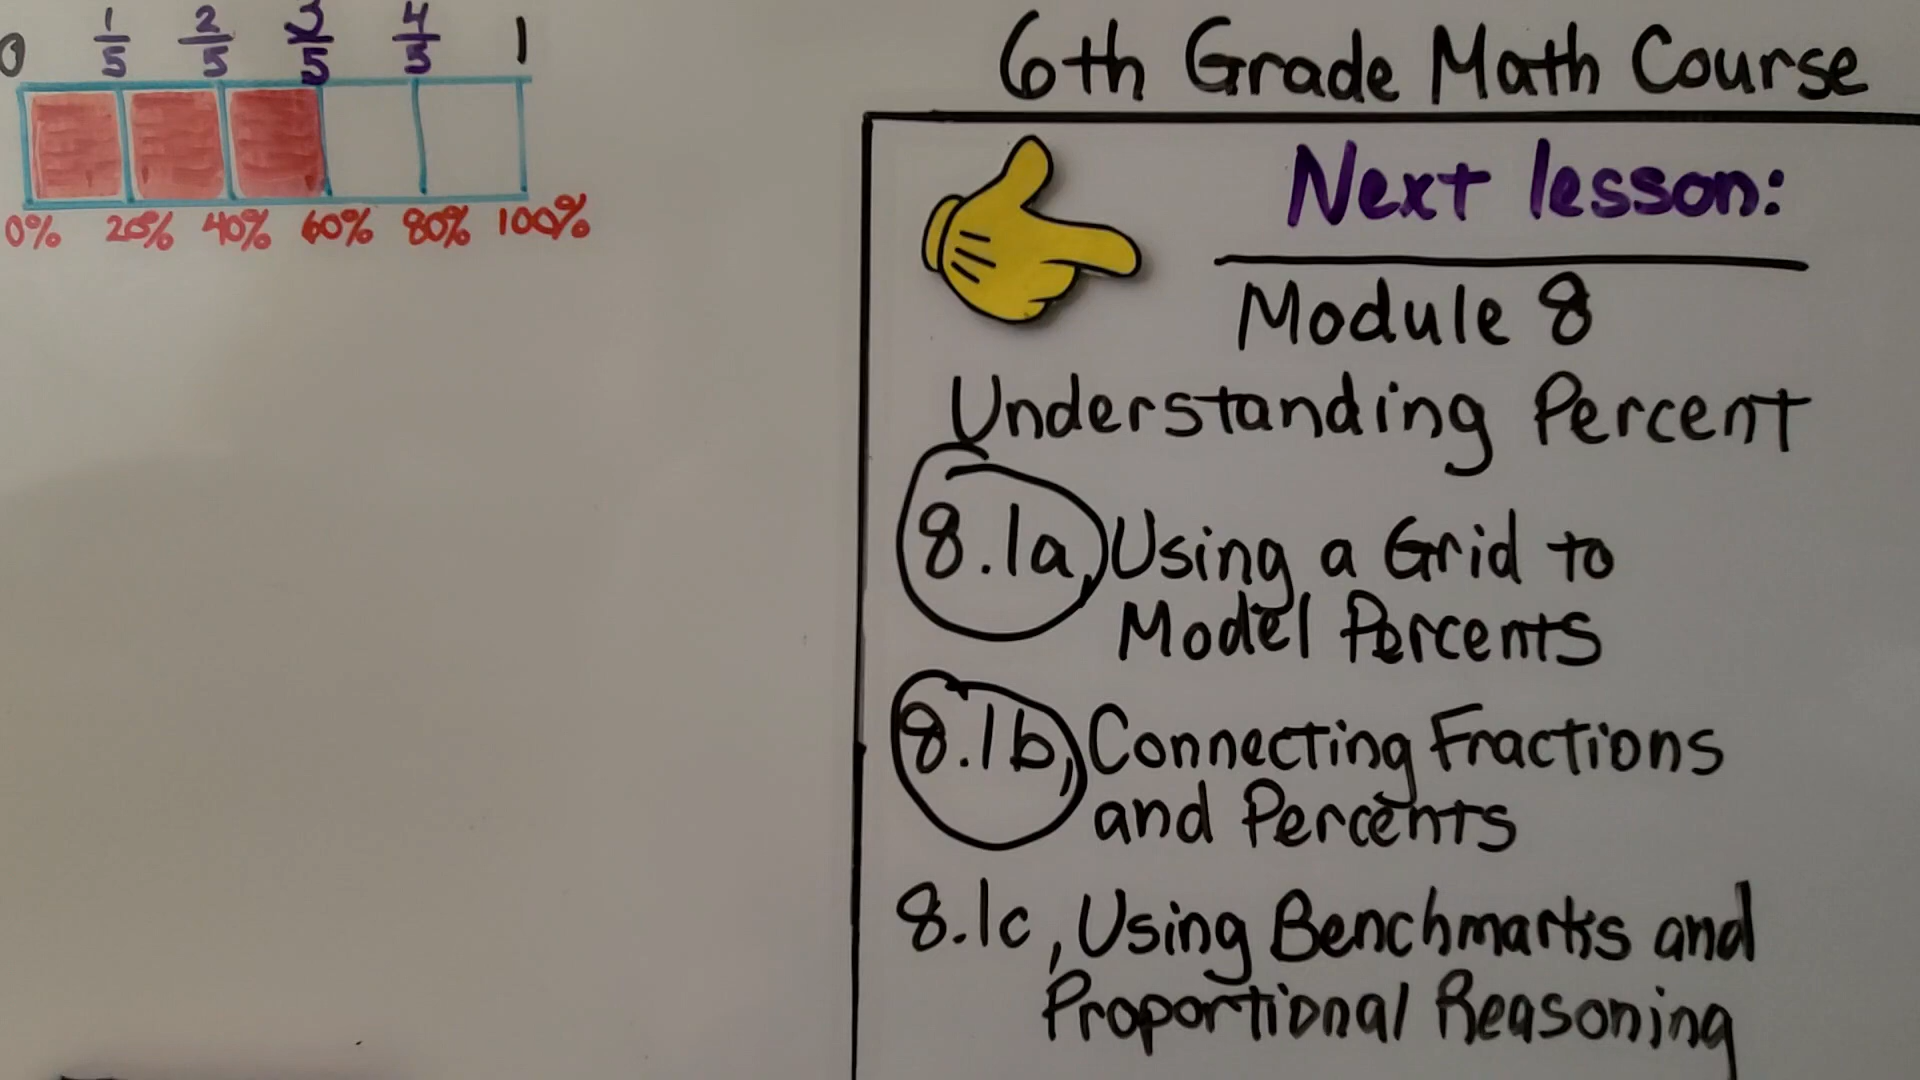 0 1/5 2/5 3/5 4/5 1
0% 20% 40% 60% 80% 100%
6th Grade Math Course
Next lesson:
Module 8
Understanding Percent
8.1a, Using a Grid to
Model Percents
8.1b, Connecting Fractions
and Percents
8.1c, Using Benchmarks and
Proportional Reasoning